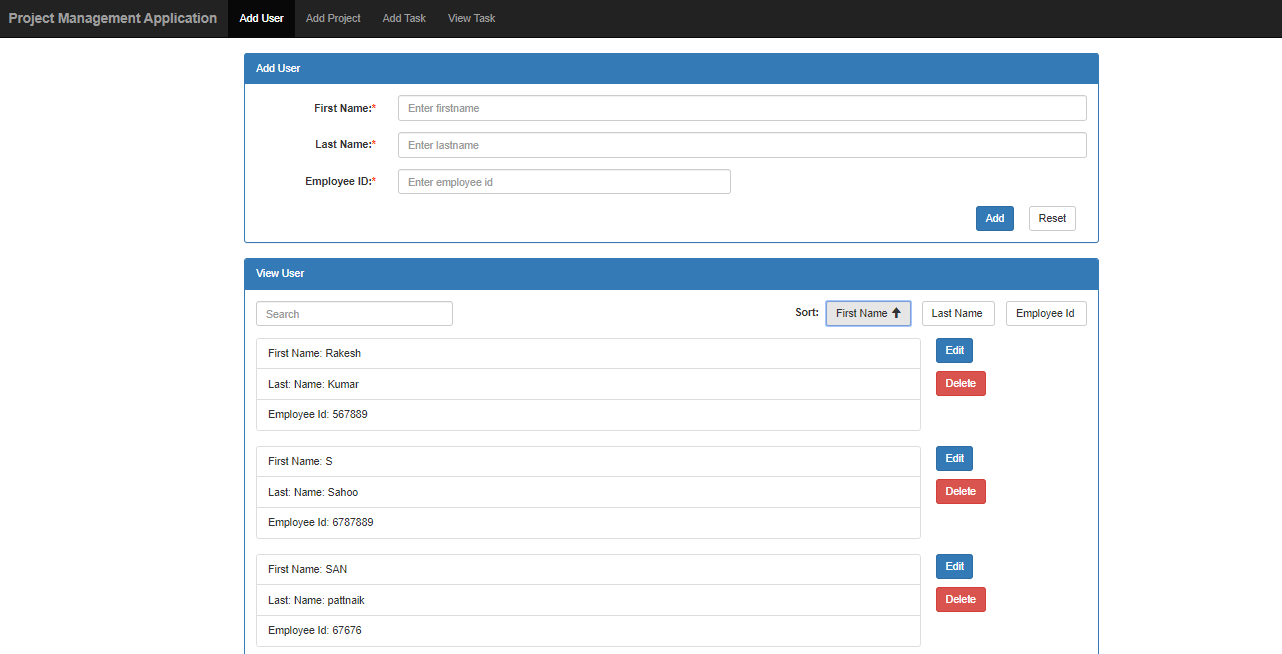 Project Management Application Add User Add Project Add Task View Task
Add User
First Name:* Enter firstname
Last Name:* Enter lastname
Employee ID:* Enter employee id
Add Reset
View User
Search Sort: First Name Last Name Employee Id
First Name: Rakesh Edit
Last: Name: Kumar Delete
Employee Id: 567889
First Name: S Edit
Last: Name: Sahoo Delete
Employee Id: 6787889
First Name: SAN Edit
Last: Name: pattnaik Delete
Employee Id: 67676